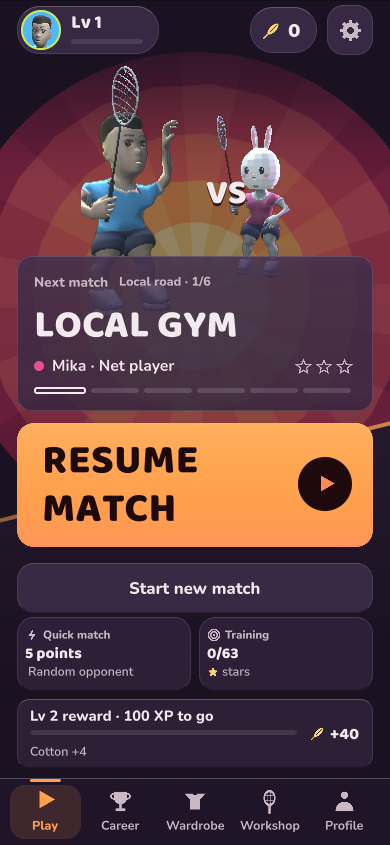 Lv 1
0
VS
Next match Local road · 1/6
LOCAL GYM
Mika · Net player
RESUME
MATCH
Start new match
Quick match
5 points
Random opponent
Training
0/63
stars
Lv 2 reward · 100 XP to go
+40
Cotton +4
Play
Career
Wardrobe
Workshop
Profile